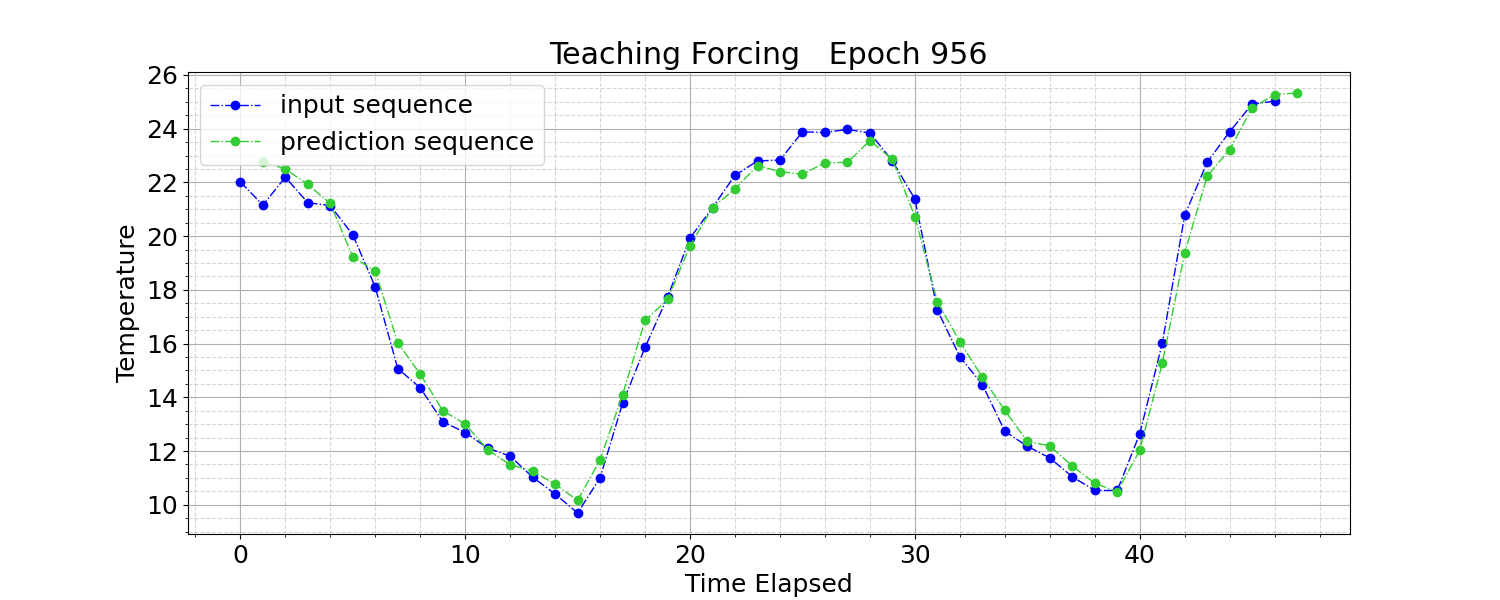 Teaching Forcing   Epoch 956
input sequence
prediction sequence
Temperature
26
24
22
20
18
16
14
12
10
0 10 20 30 40
Time Elapsed